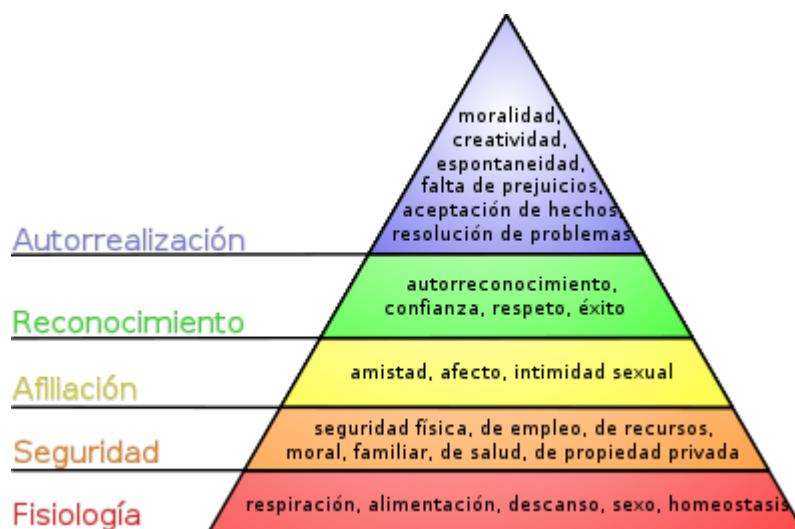 moralidad,
creatividad,
espontaneidad,
falta de prejuicios,
aceptación de hechos,
resolución de problemas
Autorrealización
autorreconocimiento,
confianza, respeto, éxito
Reconocimiento
amistad, afecto, intimidad sexual
Afiliación
seguridad física, de empleo, de recursos,
moral, familiar, de salud, de propiedad privada
Seguridad
respiración, alimentación, descanso, sexo, homeostasis
Fisiología